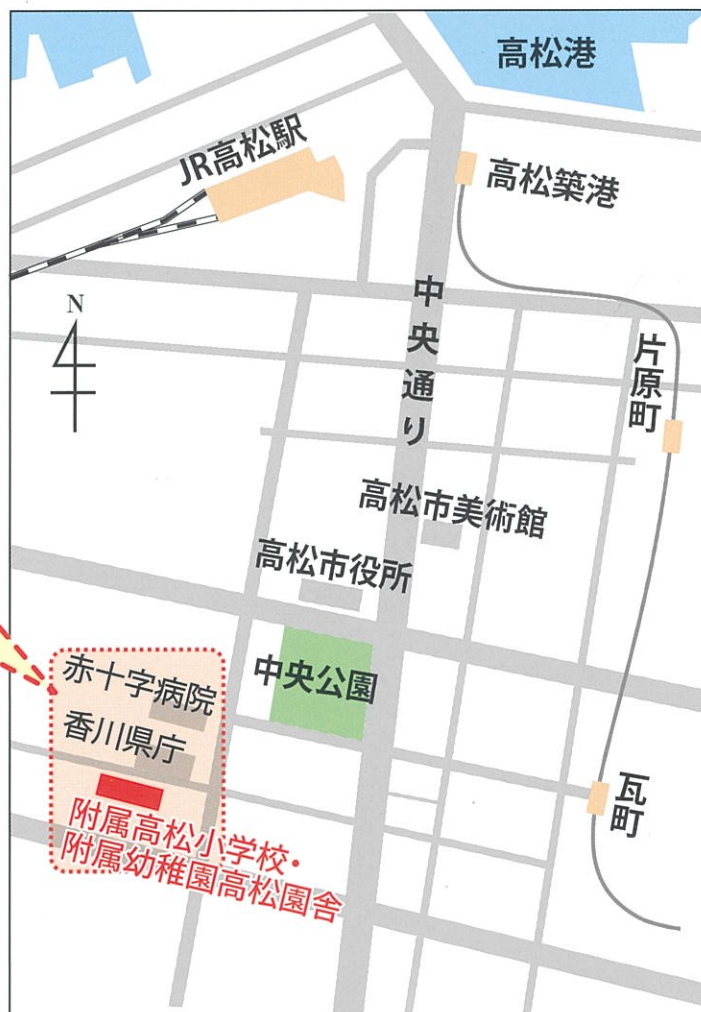 高松港
JR高松駅
高松築港
N
中央通り
片原町
高松市美術館
高松市役所
赤十字病院
中央公園
香川県庁
瓦町
附属高松小学校・
附属幼稚園高松園舎